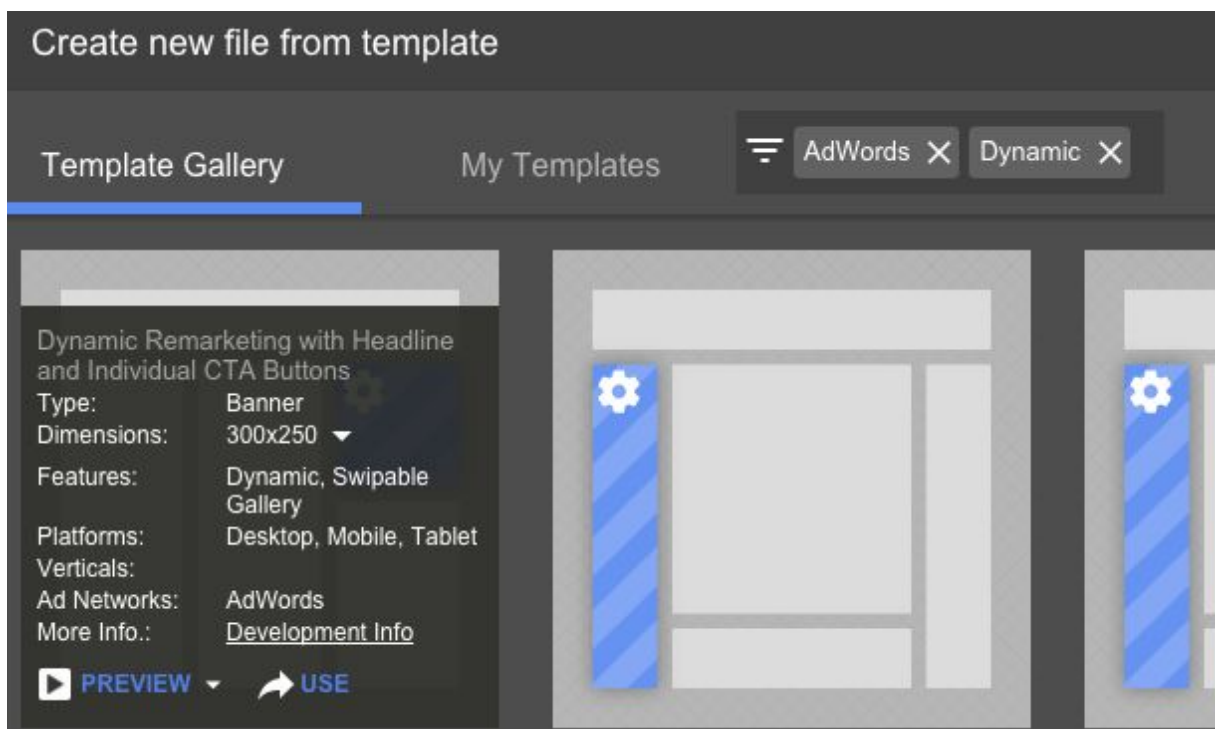 Create new file from template
Template Gallery
My Templates
AdWords
Dynamic
Dynamic Remarketing with Headline
and Individual CTA Buttons
Type: Banner
Dimensions: 300x250
Features: Dynamic, Swipable
Gallery
Platforms: Desktop, Mobile, Tablet
Verticals:
Ad Networks: AdWords
More Info.: Development Info
PREVIEW USE